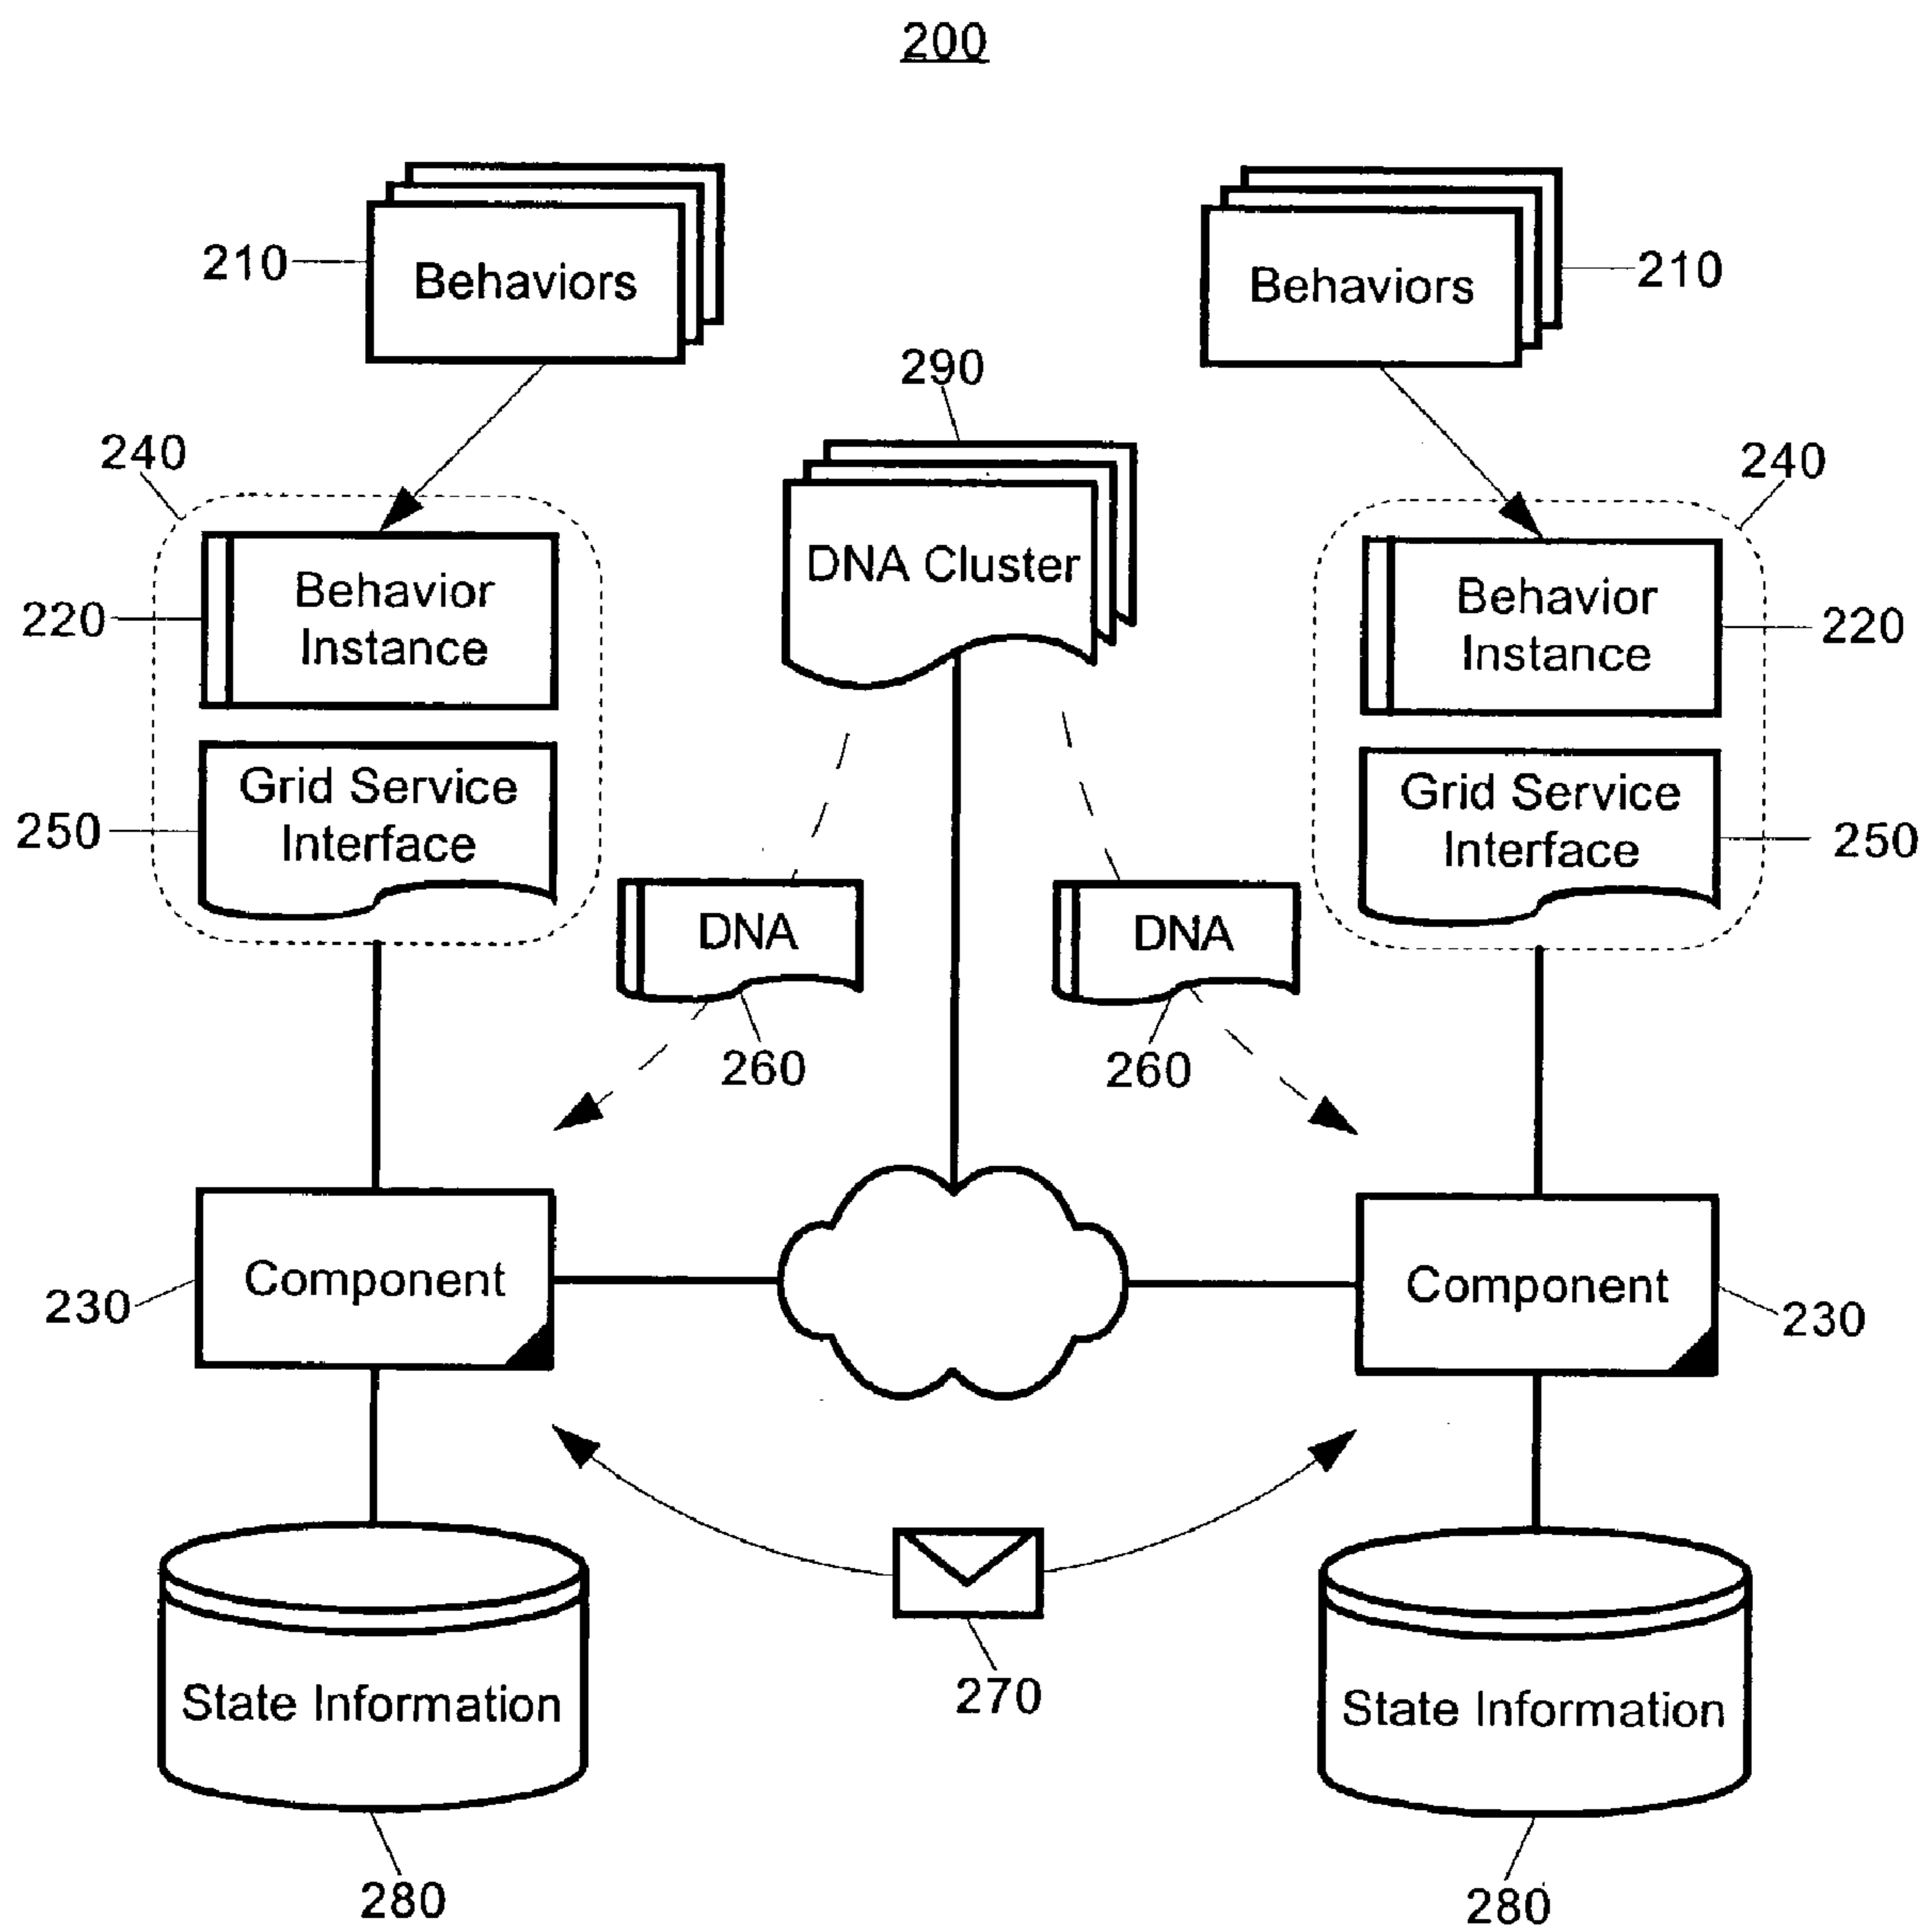 200
210
Behaviors
Behaviors
210
290
240
240
DNA Cluster
220
Behavior
Instance
Behavior
Instance
220
250
Grid Service
Interface
Grid Service
Interface
250
DNA
DNA
260
260
230
Component
Component
230
270
State Information
State Information
280
280